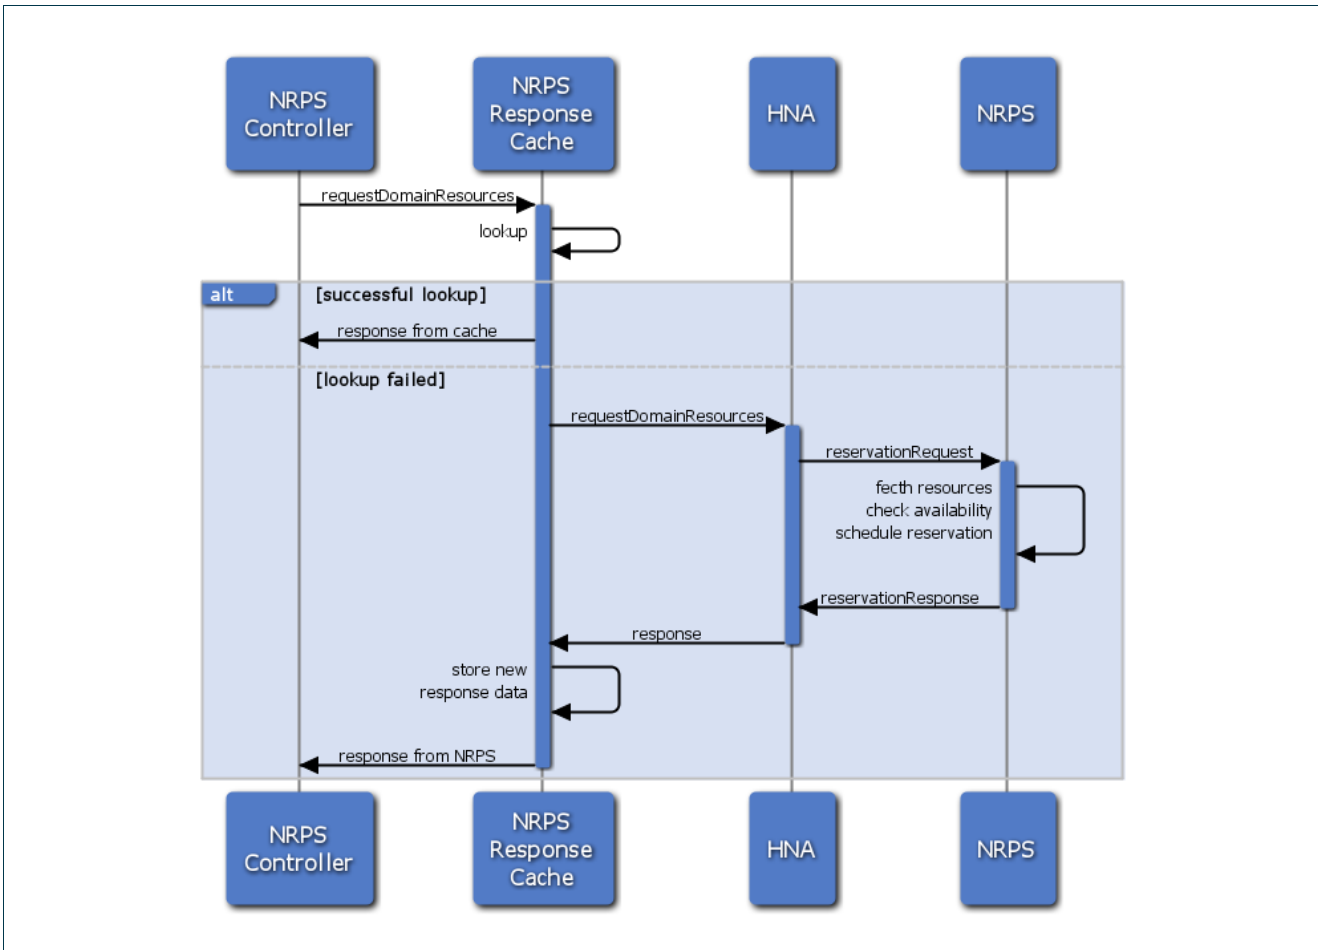 NRPS
Controller
NRPS
Response
Cache
HNA
NRPS
requestDomainResources
lookup
alt
[successful lookup]
response from cache
[lookup failed]
requestDomainResources
reservationRequest
fecth resources
check availability
schedule reservation
reservationResponse
response
store new
response data
response from NRPS
NRPS
Controller
NRPS
Response
Cache
HNA
NRPS